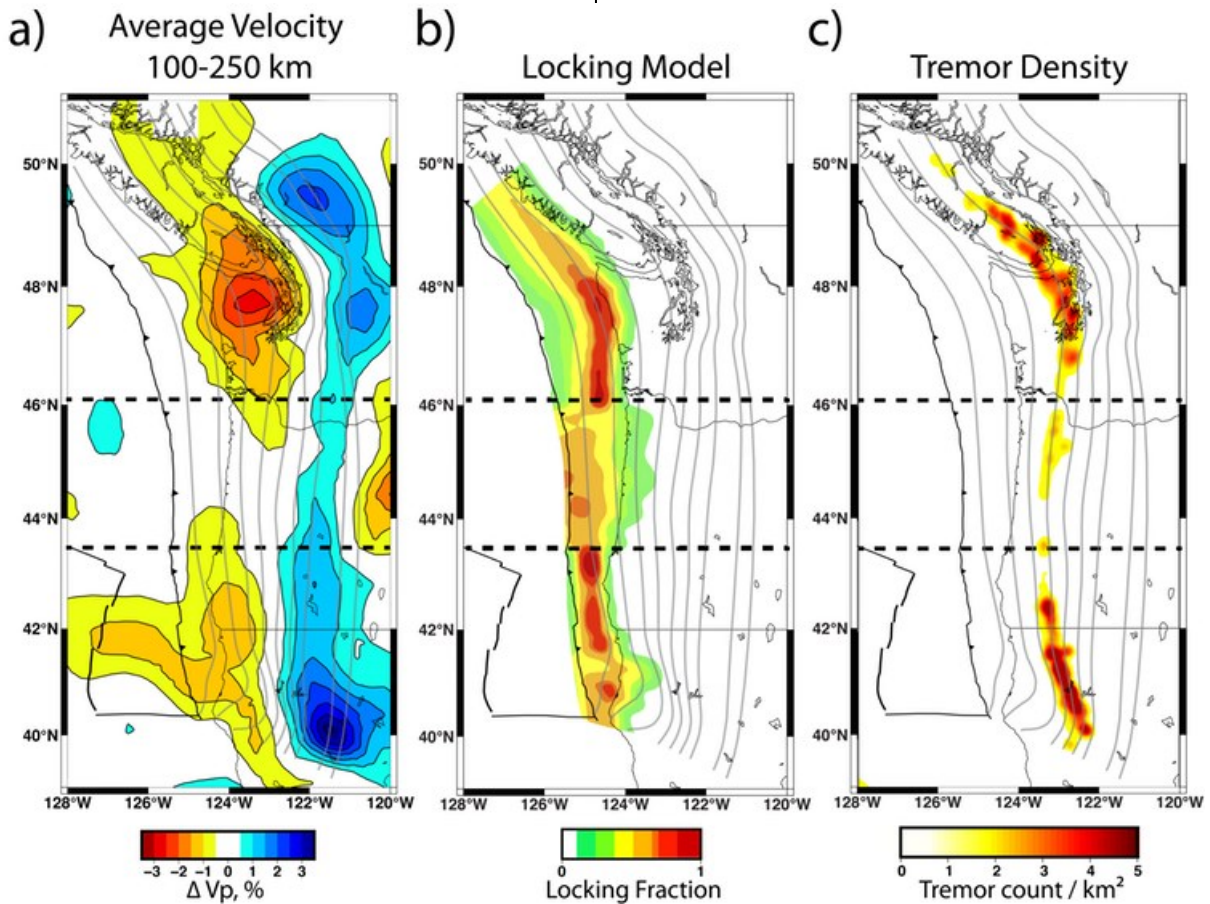 a)
Average Velocity
100-250 km
b)
Locking Model
c)
Tremor Density
50°N
48°N
46°N
44°N
42°N
40°N
128°W
126°W
124°W
122°W
120°W
50°N
48°N
46°N
44°N
42°N
40°N
128°W
126°W
124°W
122°W
120°W
50°N
48°N
46°N
44°N
42°N
40°N
128°W
126°W
124°W
122°W
120°W
-3 -2 -1 0 1 2 3
Δ Vp, %
0 1
Locking Fraction
0 1 2 3 4 5
Tremor count / km²